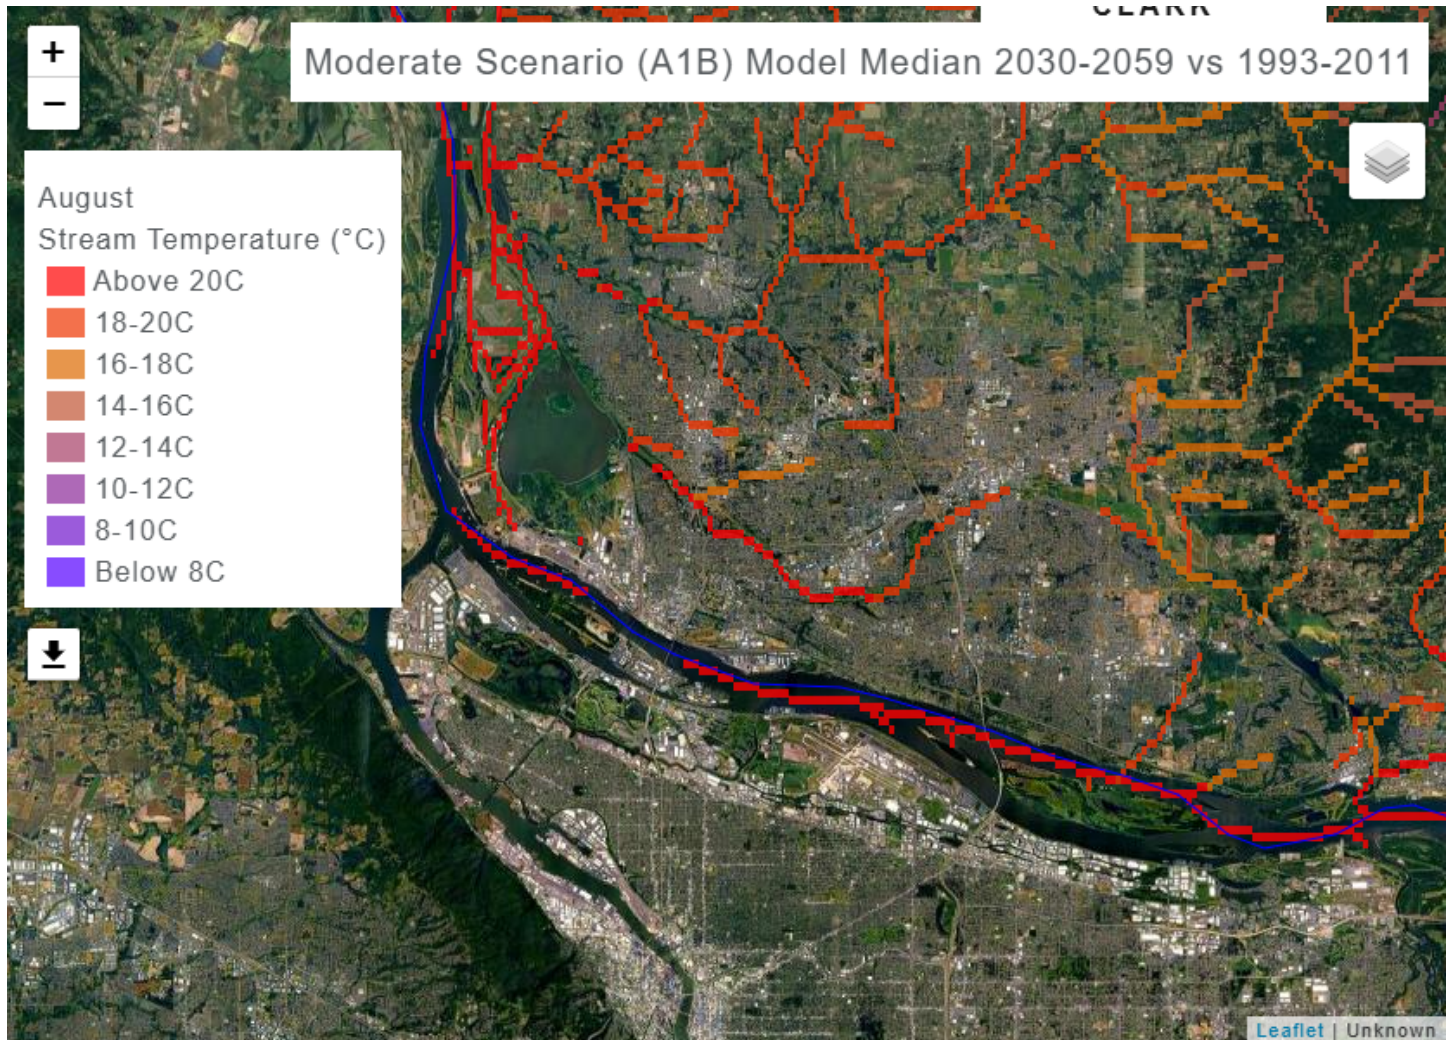 CLARK
+
Moderate Scenario (A1B) Model Median 2030-2059 vs 1993-2011
−
August
Stream Temperature (°C)
Above 20C
18-20C
16-18C
14-16C
12-14C
10-12C
8-10C
Below 8C
Leaflet | Unknown